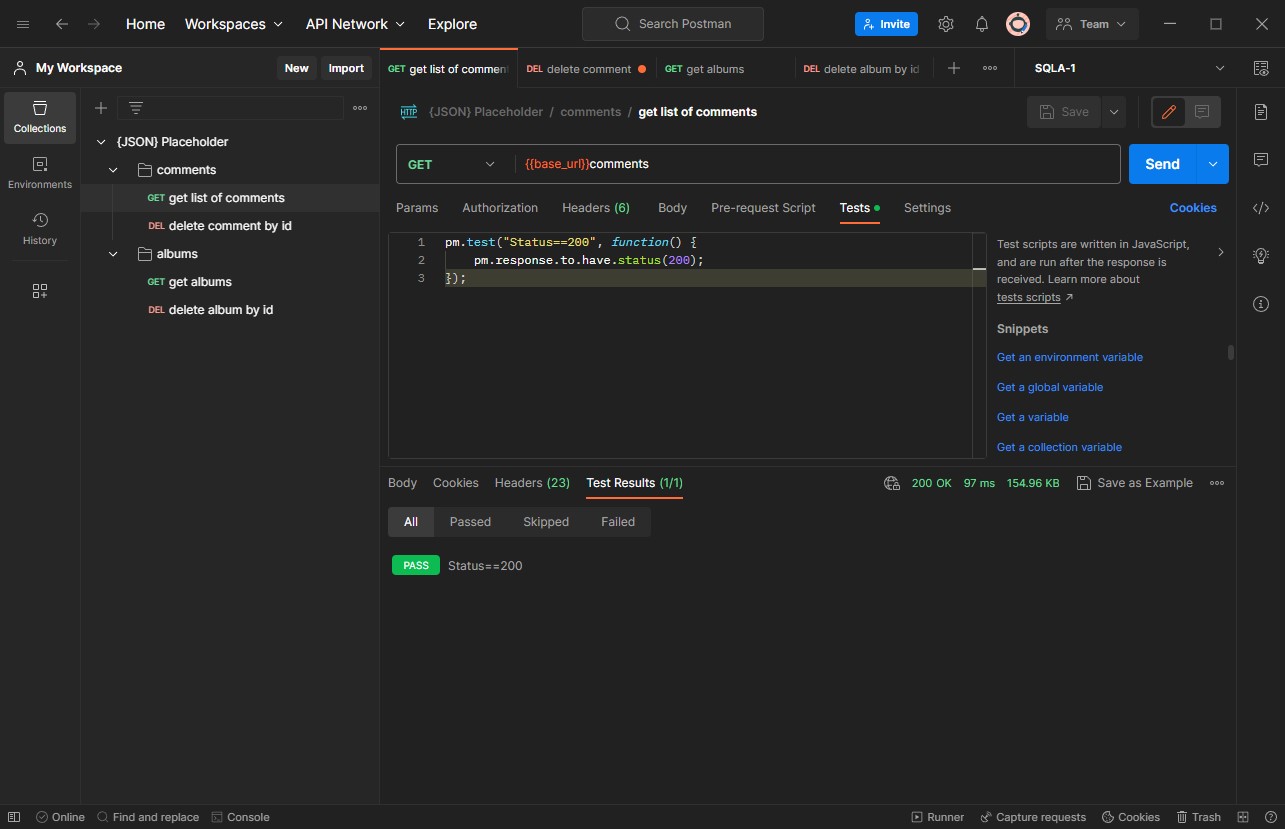 Home Workspaces API Network Explore Search Postman Invite Team
My Workspace New Import GET get list of commen DEL delete comment GET get albums DEL delete album by id SQLA-1
Collections
Environments
History
{JSON} Placeholder
comments
GET get list of comments
DEL delete comment by id
albums
GET get albums
DEL delete album by id
HTTP {JSON} Placeholder / comments / get list of comments Save
GET {{base_url}}comments Send
Params Authorization Headers (6) Body Pre-request Script Tests Settings Cookies
1 pm.test("Status==200", function() {
2 pm.response.to.have.status(200);
3 });
Test scripts are written in JavaScript,
and are run after the response is
received. Learn more about
tests scripts ↗
Snippets
Get an environment variable
Get a global variable
Get a variable
Get a collection variable
Body Cookies Headers (23) Test Results (1/1) 200 OK 97 ms 154.96 KB Save as Example
All Passed Skipped Failed
PASS Status==200
Online Find and replace Console Runner Capture requests Cookies Trash